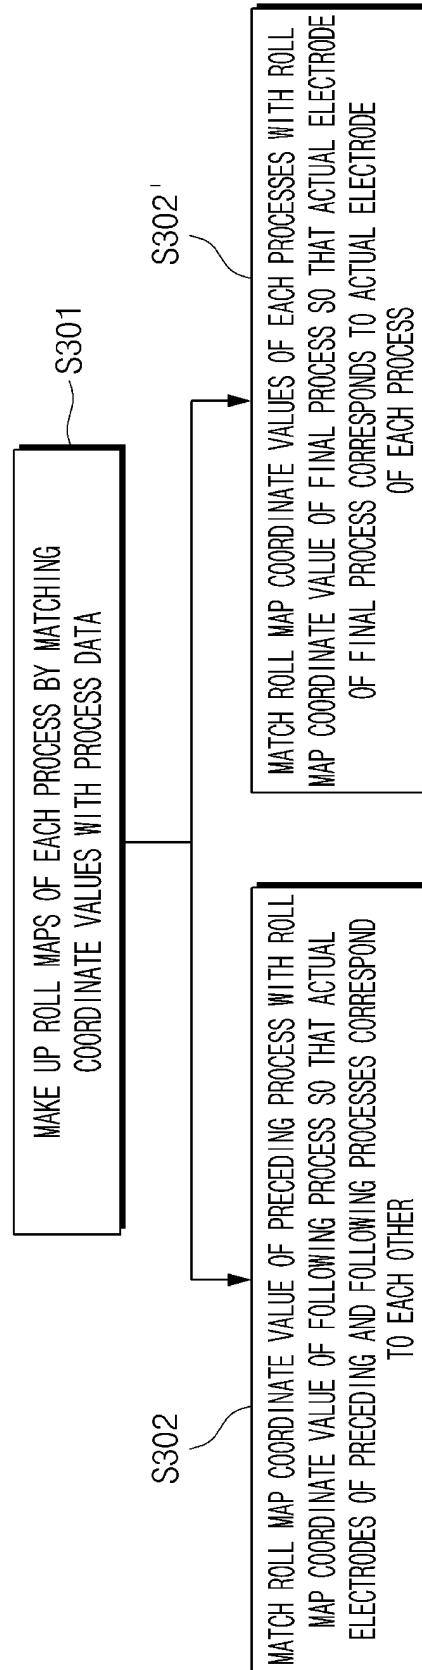 S301
MAKE UP ROLL MAPS OF EACH PROCESS BY MATCHING
COORDINATE VALUES WITH PROCESS DATA
S302
MATCH ROLL MAP COORDINATE VALUE OF PRECEDING PROCESS WITH ROLL
MAP COORDINATE VALUE OF FOLLOWING PROCESS SO THAT ACTUAL
ELECTRODES OF PRECEDING AND FOLLOWING PROCESSES CORRESPOND
TO EACH OTHER
S302'
MATCH ROLL MAP COORDINATE VALUES OF EACH PROCESSES WITH ROLL
MAP COORDINATE VALUE OF FINAL PROCESS SO THAT ACTUAL ELECTRODE
OF FINAL PROCESS CORRESPONDS TO ACTUAL ELECTRODE
OF EACH PROCESS